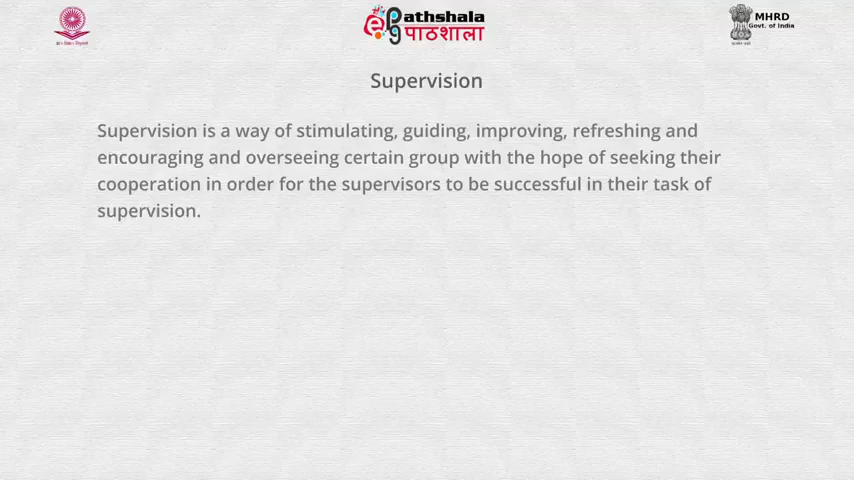 ePathshala
पाठशाला
MHRD
Govt. of India
Supervision
Supervision is a way of stimulating, guiding, improving, refreshing and
encouraging and overseeing certain group with the hope of seeking their
cooperation in order for the supervisors to be successful in their task of
supervision.